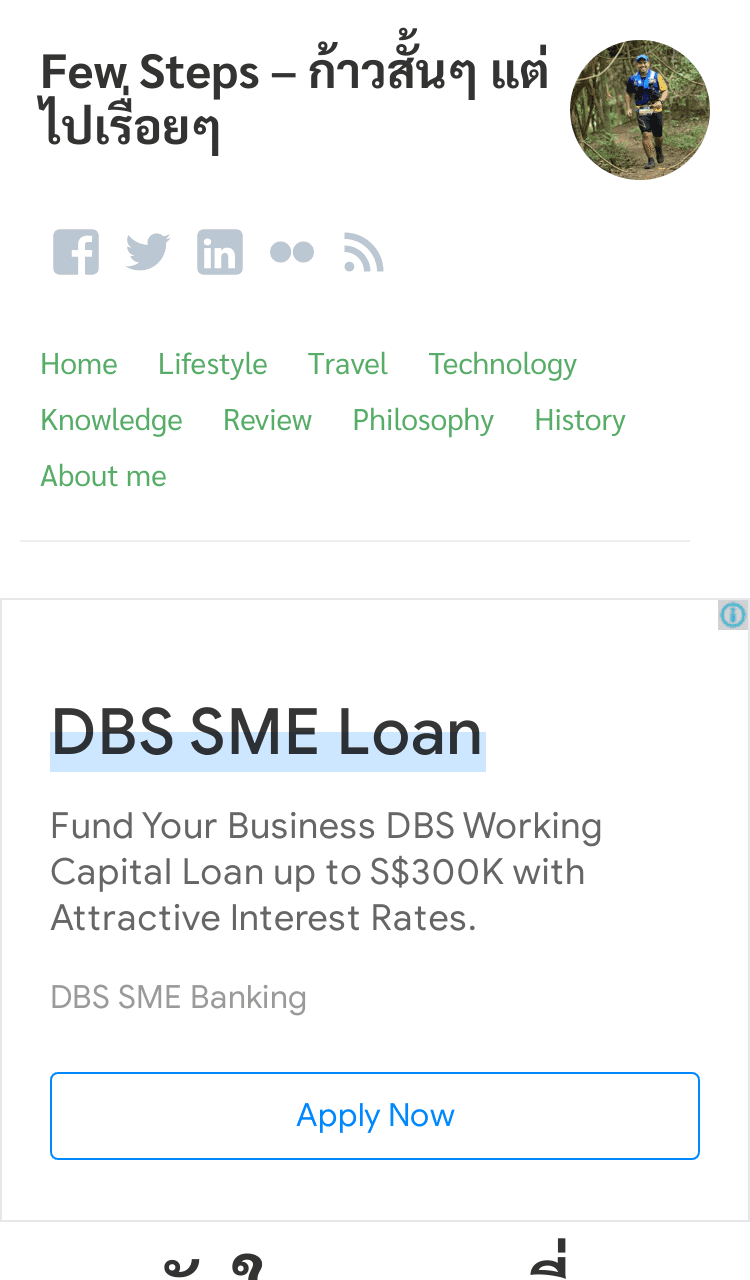 Few Steps – ก้าวสั้นๆ แต่
ไปเรื่อยๆ
Home Lifestyle Travel Technology
Knowledge Review Philosophy History
About me
DBS SME Loan
Fund Your Business DBS Working
Capital Loan up to S$300K with
Attractive Interest Rates.
DBS SME Banking
Apply Now